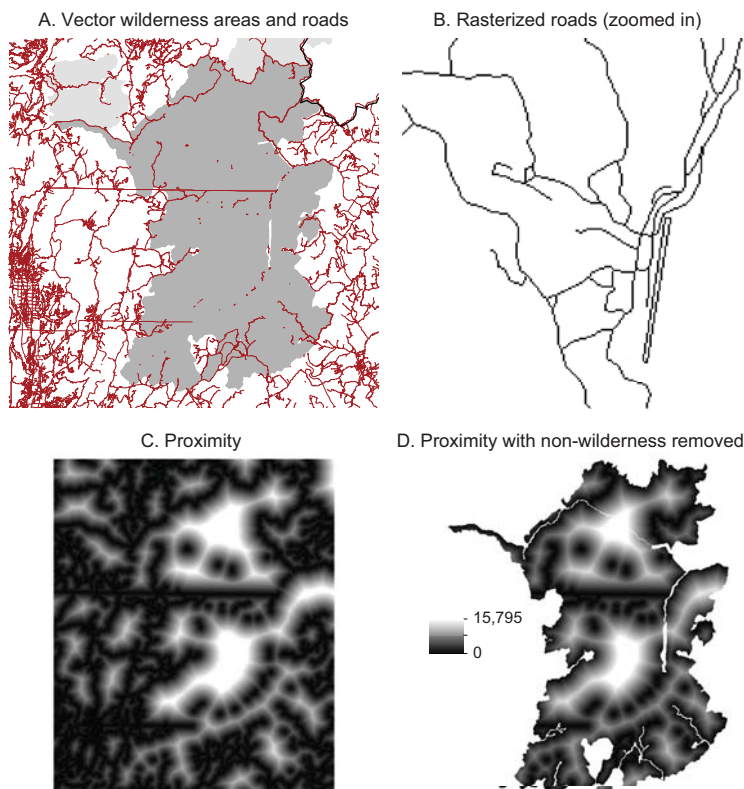 A. Vector wilderness areas and roads
B. Rasterized roads (zoomed in)
C. Proximity
D. Proximity with non-wilderness removed
15,795
0